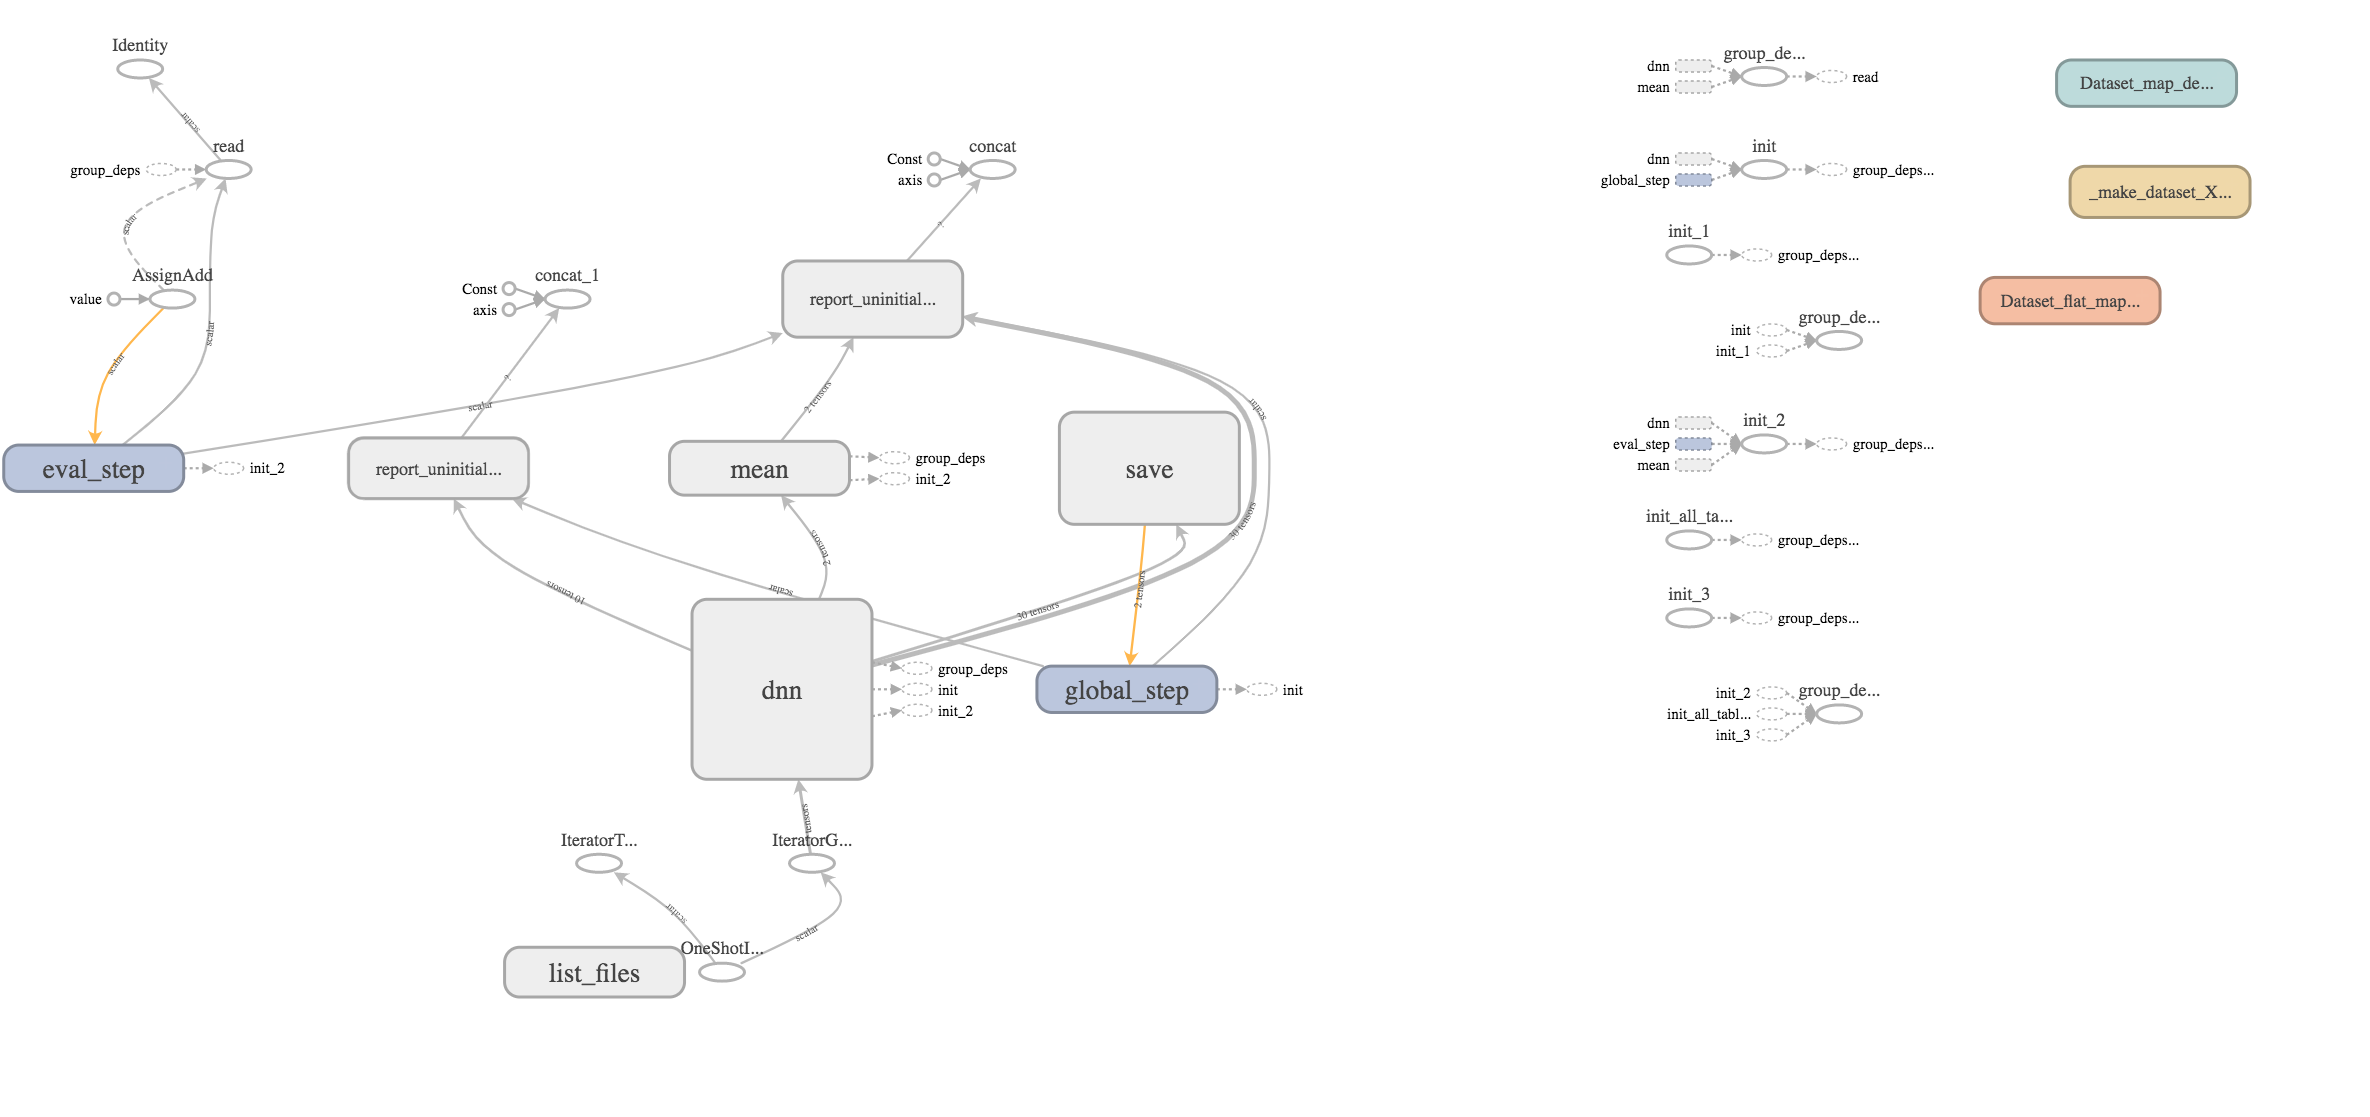 Identity
scalar
read
group_deps
scalar
AssignAdd
value
scalar
scalar
eval_step
init_2
Const
axis
concat_1
?
scalar
report_uninitial...
Const
axis
concat
?
report_uninitial...
2 tensors
scalar
mean
group_deps
init_2
save
2 tensors
30 tensors
30 tensors
2 tensors
10 tensors
scalar
dnn
group_deps
init
init_2
global_step
init
tensors
IteratorT...
IteratorG...
scalar
scalar
OneShotI...
list_files
dnn
mean
group_de...
read
dnn
global_step
init
group_deps...
init_1
group_deps...
init
init_1
group_de...
dnn
eval_step
mean
init_2
group_deps...
init_all_ta...
group_deps...
init_3
group_deps...
init_2
init_all_tabl...
init_3
group_de...
Dataset_map_de...
_make_dataset_X...
Dataset_flat_map...